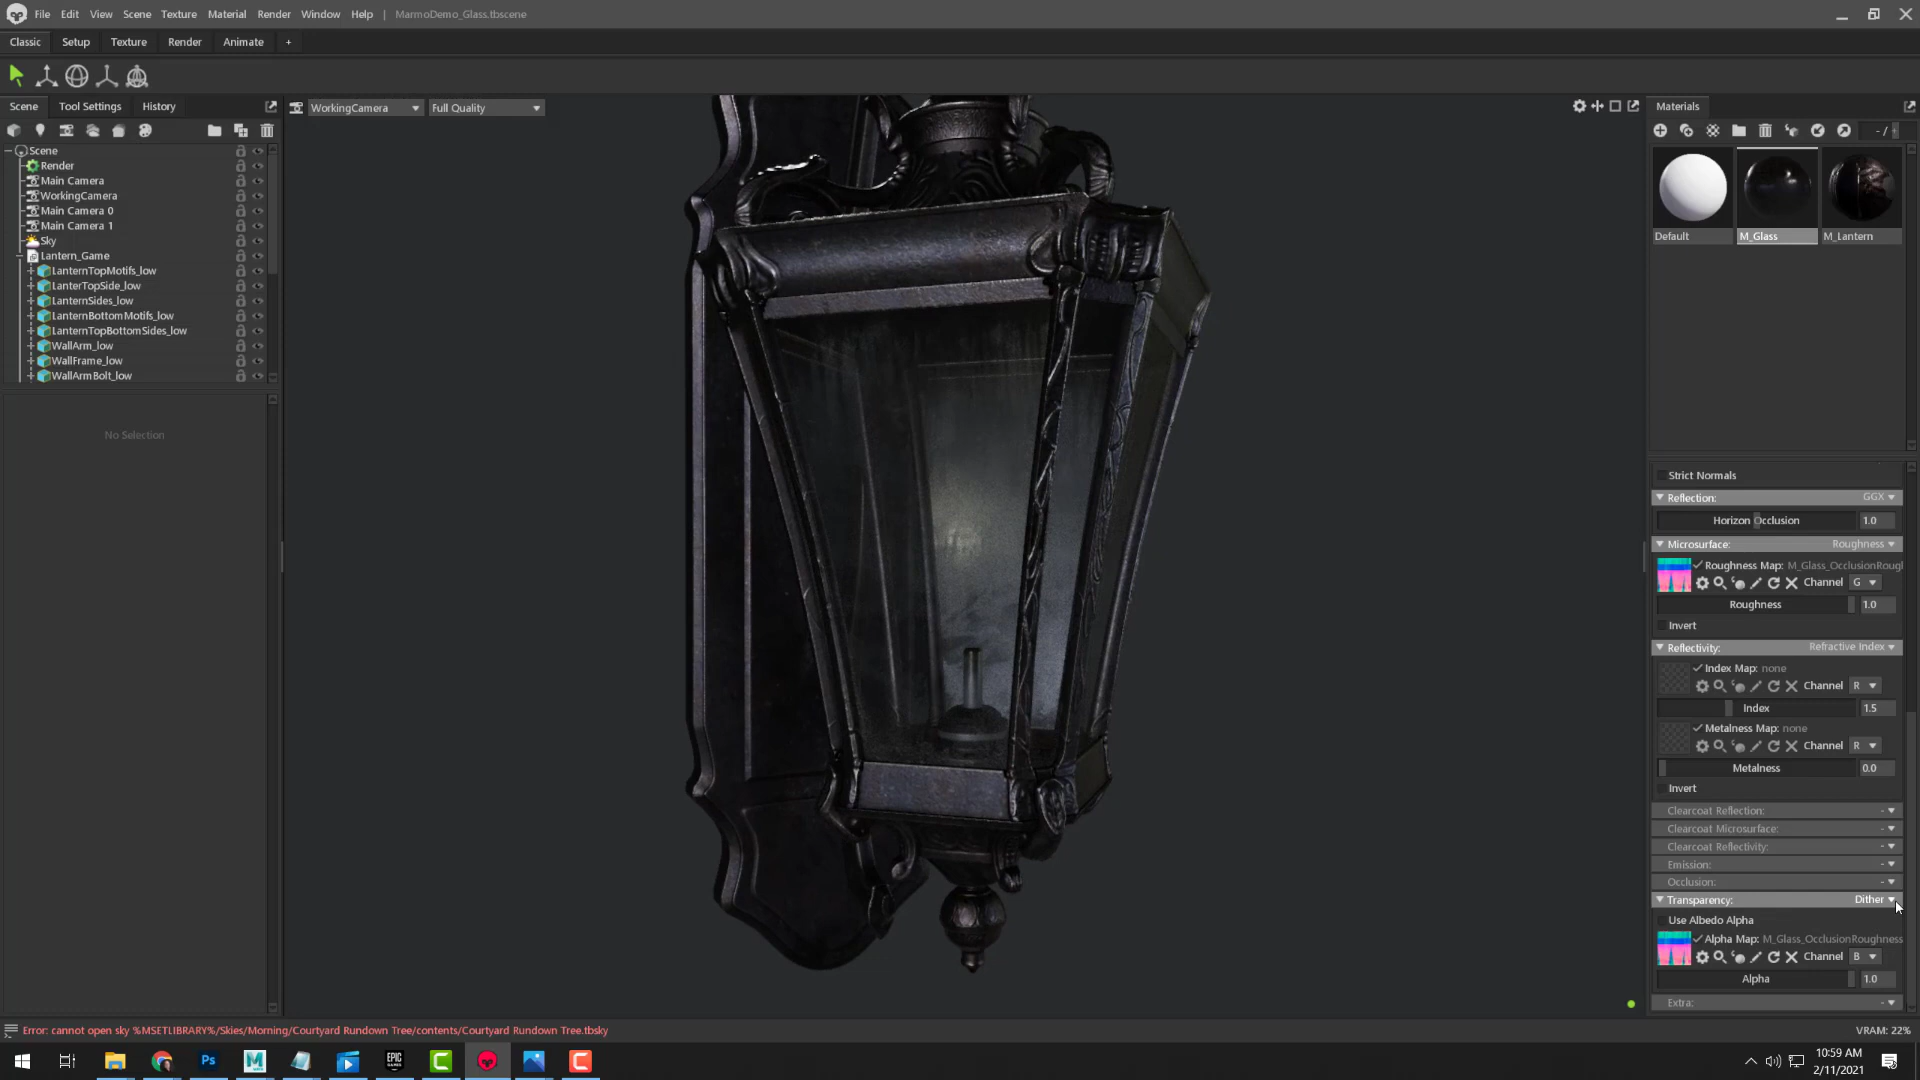 File Edit View Scene Texture Material Render Window Help MarmoDemo_Glass.tbscene
Classic Setup Texture Render Animate +
Scene Tool Settings History
WorkingCamera Full Quality
Materials
- /
Scene
Render
Main Camera
WorkingCamera
Main Camera 0
Main Camera 1
Sky
Lantern_Game
LanternTopMotifs_low
LanterTopSide_low
LanternSides_low
LanternBottomMotifs_low
LanternTopBottomSides_low
WallArm_low
WallFrame_low
WallArmBolt_low
No Selection
Default M_Glass M_Lantern
Strict Normals
Reflection: GGX
Horizon Occlusion 1.0
Microsurface: Roughness
Roughness Map: M_Glass_OcclusionRougl
Channel G
Roughness 1.0
Invert
Reflectivity: Refractive Index
Index Map: none
Channel R
Index 1.5
Metalness Map: none
Channel R
Metalness 0.0
Invert
Clearcoat Reflection: -
Clearcoat Microsurface: -
Clearcoat Reflectivity: -
Emission: -
Occlusion: -
Transparency: Dither
Use Albedo Alpha
Alpha Map: M_Glass_OcclusionRoughness
Channel B
Alpha 1.0
Extra: -
Error: cannot open sky %MSETLIBRARY%/Skies/Morning/Courtyard Rundown Tree/contents/Courtyard Rundown Tree.tbsky
VRAM: 22%
Ps M EPIC GAMES C C
10:59 AM
2/11/2021